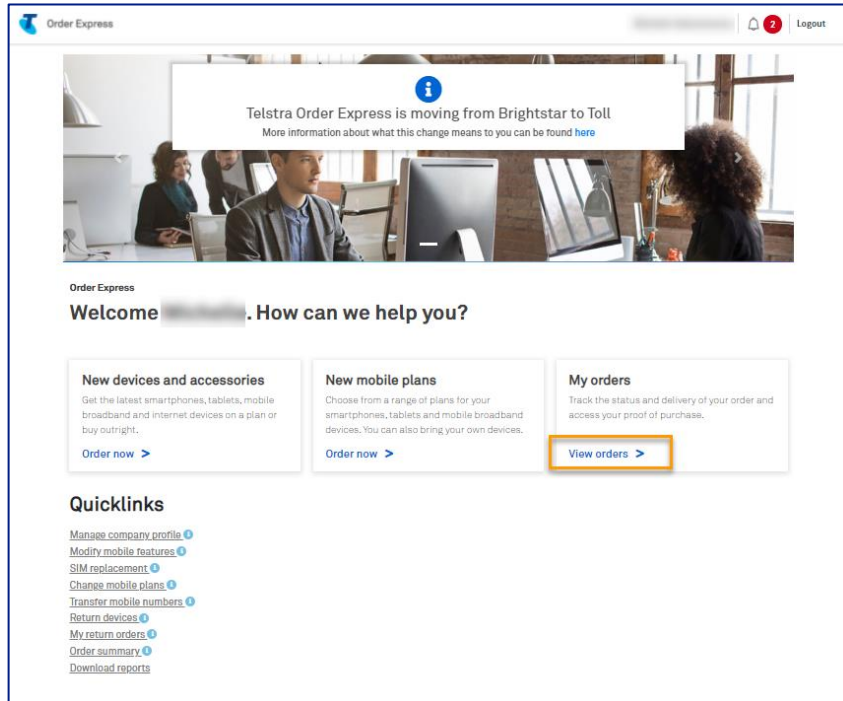 Order Express
2 Logout
Telstra Order Express is moving from Brightstar to Toll
More information about what this change means to you can be found here
Order Express
Welcome . How can we help you?
New devices and accessories
Get the latest smartphones, tablets, mobile
broadband and internet devices on a plan or
buy outright.
Order now >
New mobile plans
Choose from a range of plans for your
smartphones, tablets and mobile broadband
devices. You can also bring your own devices.
Order now >
My orders
Track the status and delivery of your order and
access your proof of purchase.
View orders >
Quicklinks
Manage company profile
Modify mobile features
SIM replacement
Change mobile plans
Transfer mobile numbers
Return devices
My return orders
Order summary
Download reports